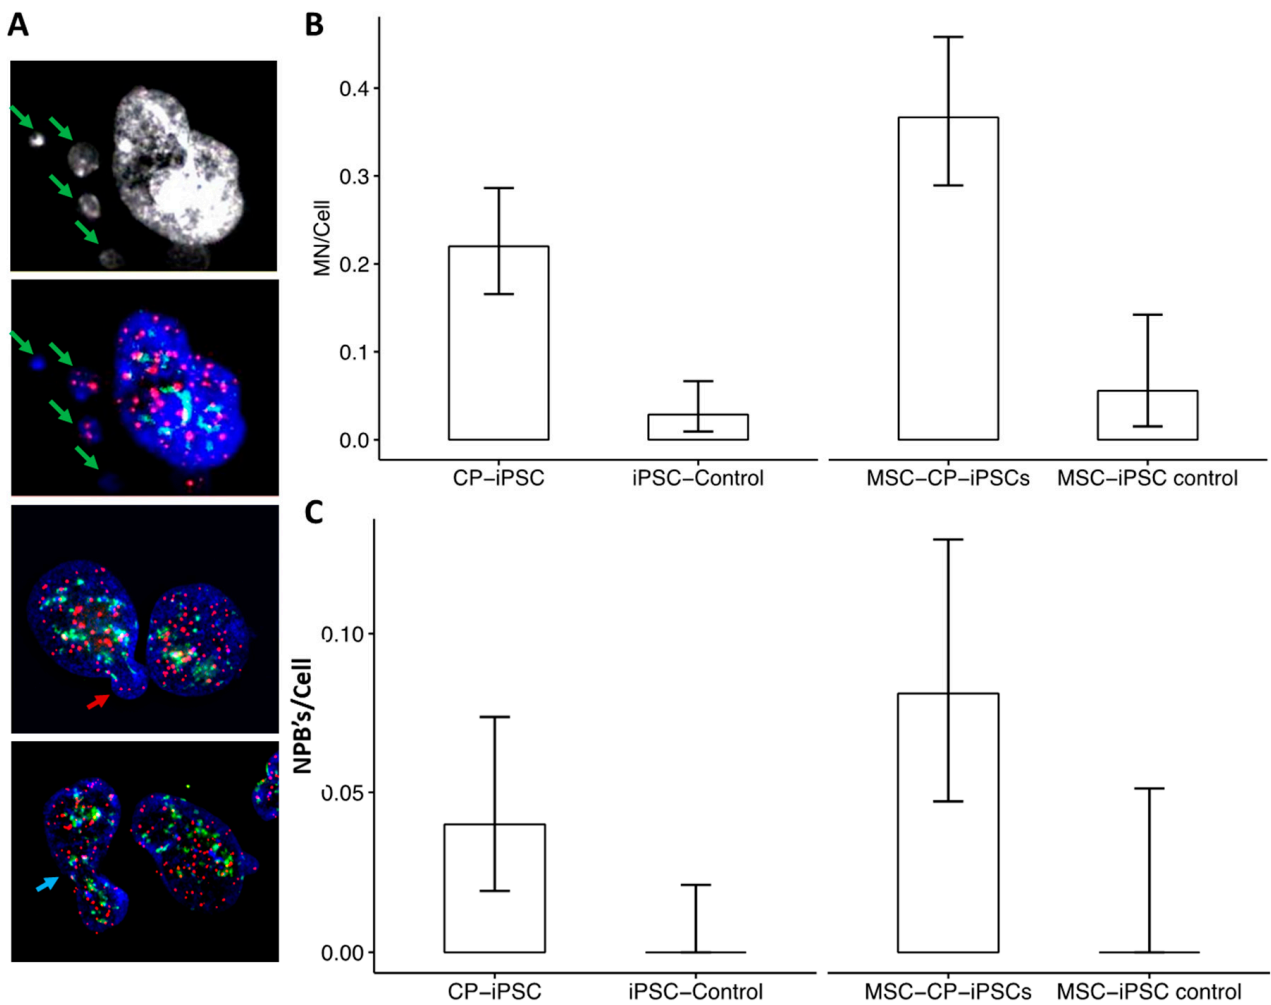 A
B
0.4
0.3
0.2
0.1
0.0
MN/Cell
CP–iPSC
iPSC–Control
MSC–CP–iPSCs
MSC–iPSC control
C
0.10
0.05
0.00
NPB's/Cell
CP–iPSC
iPSC–Control
MSC–CP–iPSCs
MSC–iPSC control